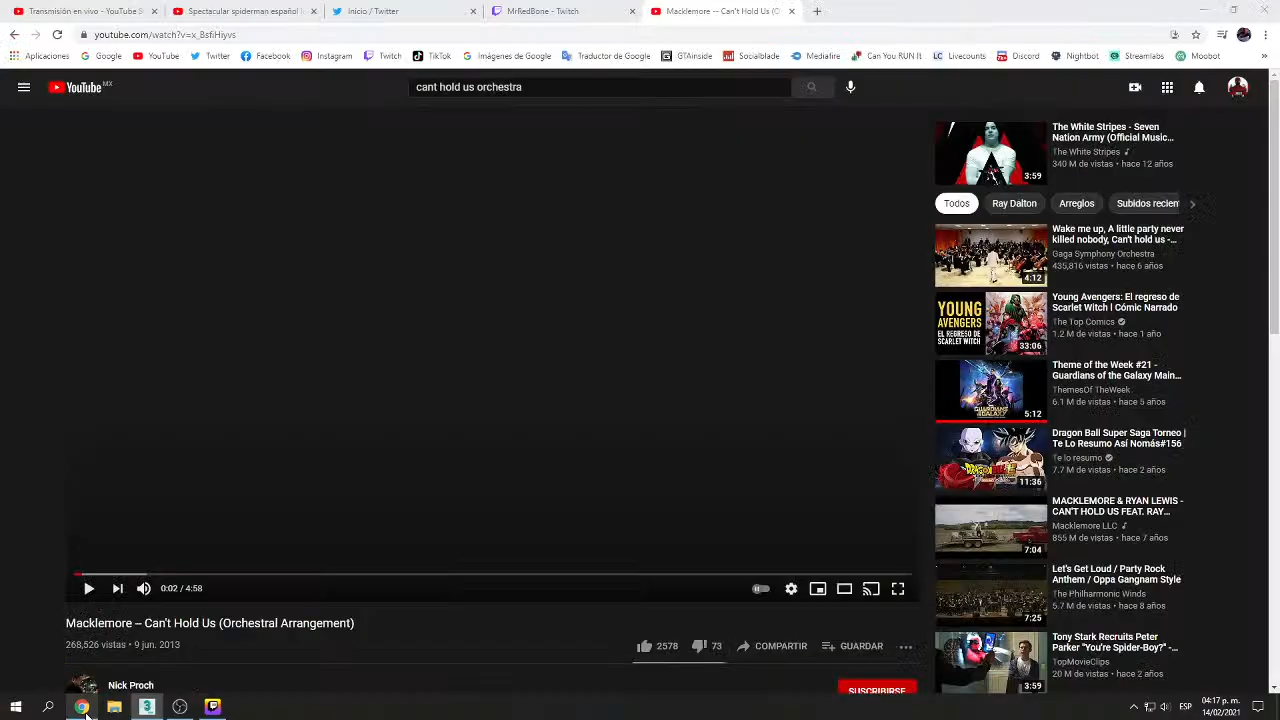 Transmisión en vivo - YouTube S
Spectacular spiderman español l
Inicio / Twitter
MrRedBone - Twitch
Macklemore -- Can't Hold Us (O
youtube.com/watch?v=x_BsfiHiyvs
Aplicaciones
Google
YouTube
Twitter
Facebook
Instagram
Twitch
TikTok
Imágenes de Google
Traductor de Google
GTAinside
Socialblade
Mediafire
Can You RUN It
LC Livecounts
Discord
Nightbot
Streamlabs
Moobot
YouTube MX
cant hold us orchestra
The White Stripes - Seven
Nation Army (Official Music...
The White Stripes
340 M de vistas • hace 12 años
3:59
Todos
Ray Dalton
Arreglos
Subidos recien
Wake me up, A little party never
killed nobody, Can't hold us -...
Gaga Symphony Orchestra
435,816 vistas • hace 6 años
4:12
YOUNG
AVENGERS
EL REGRESO DE
SCARLET WITCH
Young Avengers: El regreso de
Scarlet Witch | Cómic Narrado
The Top Comics
1.2 M de vistas • hace 1 año
33:06
Theme of the Week #21 -
Guardians of the Galaxy Main...
ThemesOfTheWeek
6.1 M de vistas • hace 5 años
5:12
Dragon Ball Super Saga Torneo |
Te Lo Resumo Así Nomás#156
Te lo resumo
7.7 M de vistas • hace 2 años
11:36
MACKLEMORE & RYAN LEWIS -
CAN'T HOLD US FEAT. RAY...
Macklemore LLC
855 M de vistas • hace 7 años
7:04
Let's Get Loud / Party Rock
Anthem / Oppa Gangnam Style
The Philharmonic Winds
5.7 M de vistas • hace 8 años
7:25
Tony Stark Recruits Peter
Parker "You're Spider-Boy?"-...
TopMovieClips
20 M de vistas • hace 4 años
3:59
0:02 / 4:58
Macklemore – Can't Hold Us (Orchestral Arrangement)
268,526 vistas • 9 jun. 2013
2578
73
COMPARTIR
GUARDAR
Nick Proch
SUSCRIBIRSE
ESP
04:17 p. m.
14/02/2021